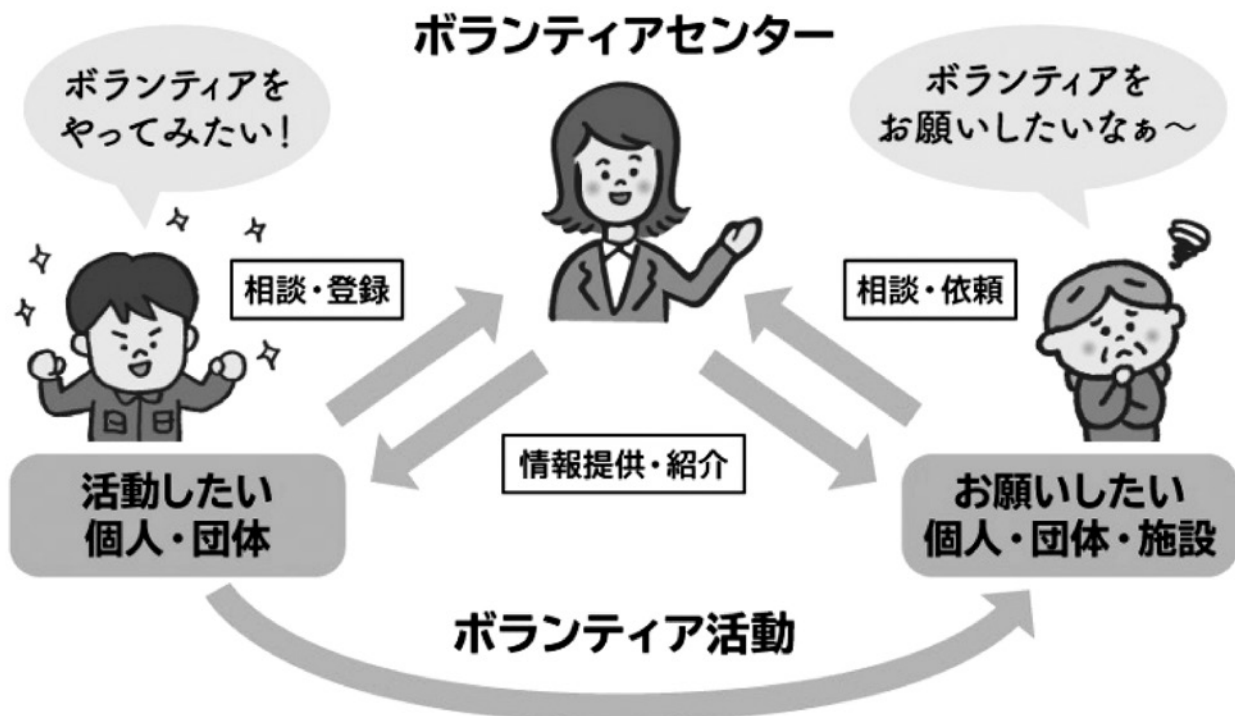 ボランティアセンター
ボランティアを
やってみたい！
ボランティアを
お願いしたいなぁ～
相談・登録
相談・依頼
情報提供・紹介
活動したい
個人・団体
お願いしたい
個人・団体・施設
ボランティア活動